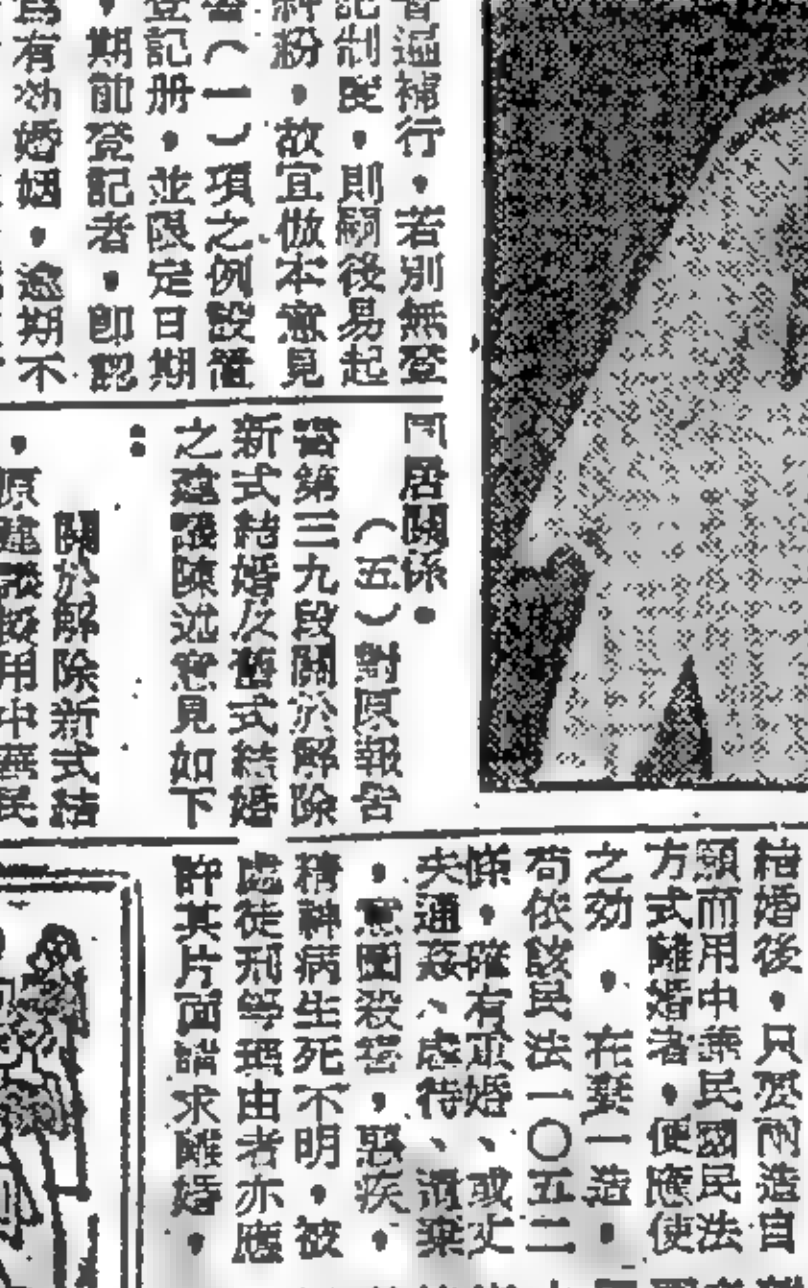 普遍補行，若別無登
記制度，則嗣後易起
糾紛，故宜倣本意見
書（一）項之例設置
登記册，並限定日期
，期前登記者，卽認
爲有効婚姻，逾期不
同居關係。
（五）對原報告
書第三九段關於解除
新式結婚及舊式結婚
之建議陳述意見如下
：
關於解除新式結
，原建議採用中華民
結婚後，只須兩造自
願而用中華民國民法
方式離婚者，便應使
之効，在妻一造，
苟依該民法一〇五二
條，確有重婚、或丈
夫通姦、虐待、遺棄
，意圖殺害，惡疾，
精神病生死不明，被
處徒刑等理由者亦應
許其片面請求離婚，